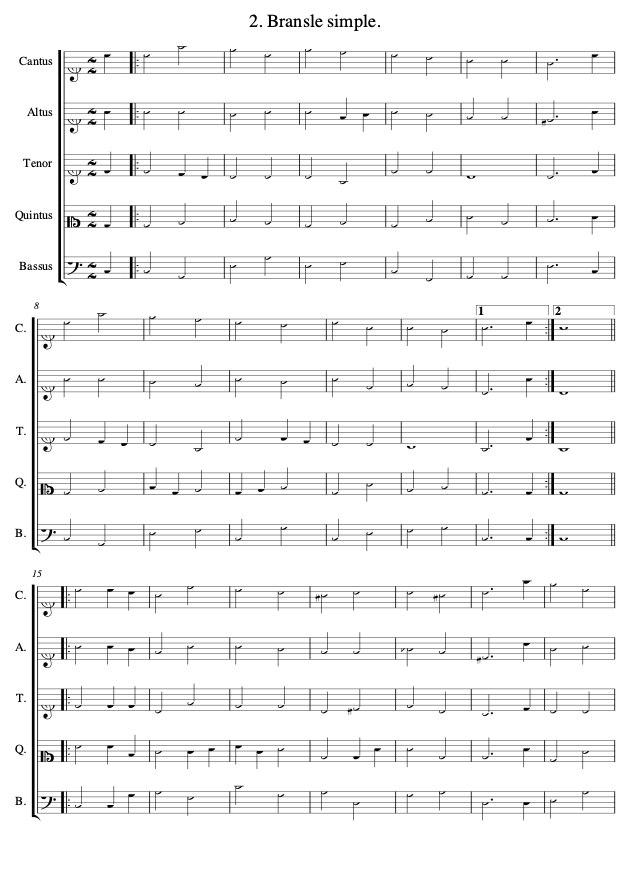 2. Bransle simple.
Cantus
Altus
Tenor
Quintus
Bassus
8
1 2
C.
A.
T.
Q.
B.
15
C.
A.
T.
Q.
B.